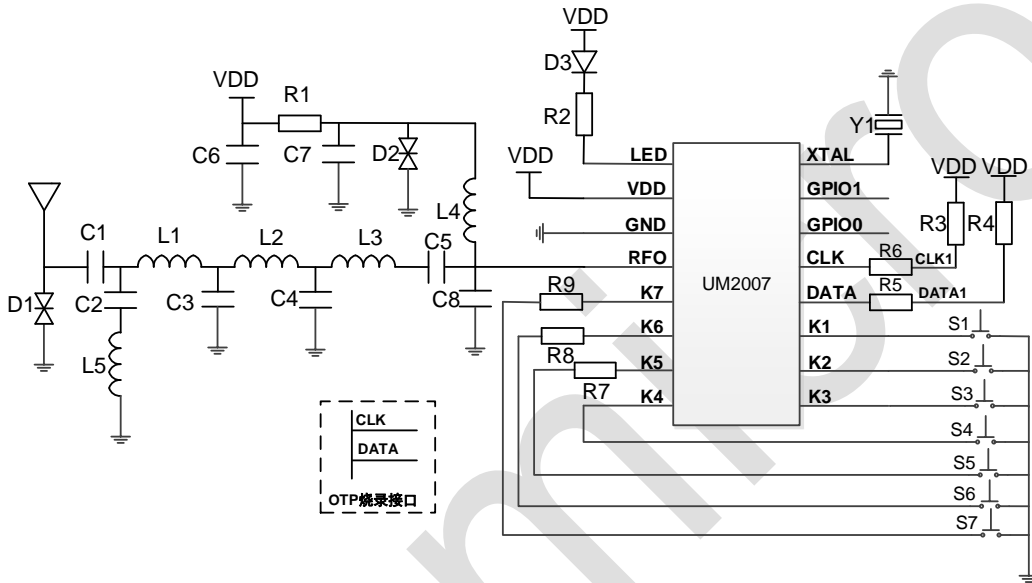 VDD
D3
VDD
R1
R2
Y1
C6
C7
D2
VDD
LED
XTAL
VDD
VDD
VDD
GPIO1
R3
R4
L4
GND
GPIO0
C1
L1
L2
L3
C5
RFO
CLK
R6
CLK1
UM2007
D1
C2
C3
C4
C8
R9
K7
DATA
R5
DATA1
K6
K1
S1
R8
L5
K5
K2
S2
R7
K4
K3
S3
CLK
S4
DATA
S5
OTP烧录接口
S6
S7
micro